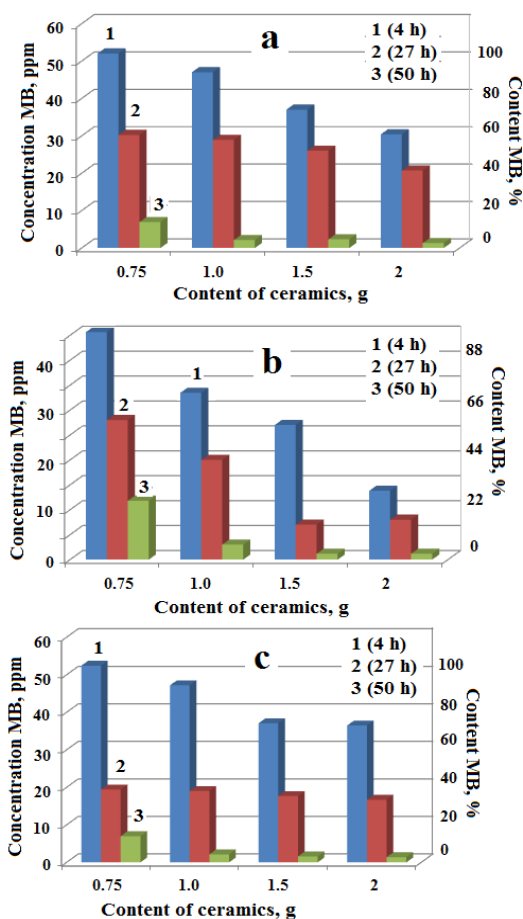 a
1 (4 h)
2 (27 h)
3 (50 h)
Concentration MB, ppm
60
50
40
30
20
10
0
1
2
3
100
80
60
40
20
0
Content MB, %
0.75 1.0 1.5 2
Content of ceramics, g
b
1 (4 h)
2 (27 h)
3 (50 h)
Concentration MB, ppm
40
30
20
10
0
1
2
3
88
66
44
22
0
Content MB, %
0.75 1.0 1.5 2
Content of ceramics, g
c
1 (4 h)
2 (27 h)
3 (50 h)
Concentration MB, ppm
60
50
40
30
20
10
0
1
2
3
100
80
60
40
20
0
Content MB, %
0.75 1.0 1.5 2
Content of ceramics, g